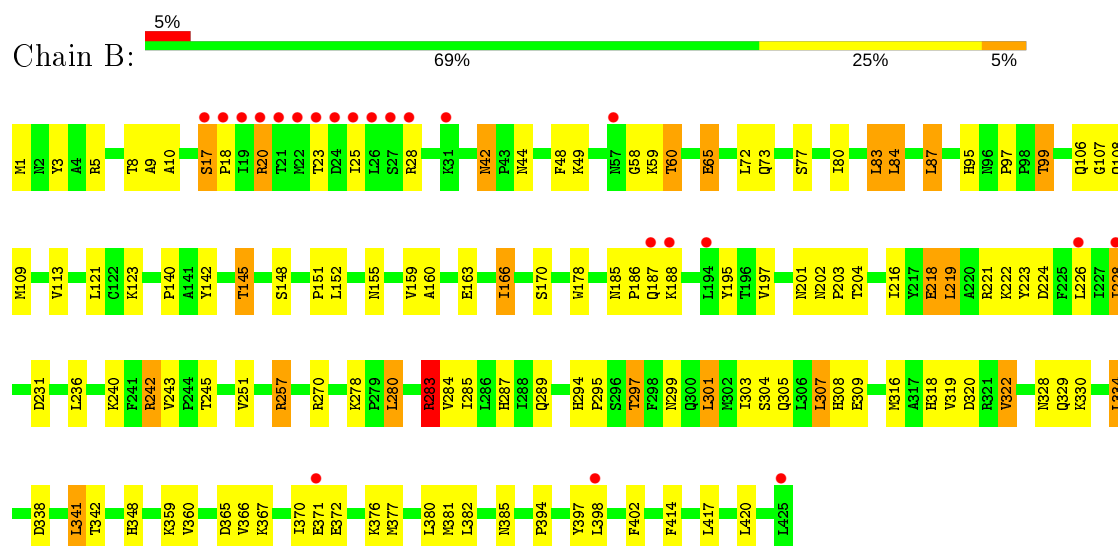 5%
Chain B:
69% 25% 5%
M1 N2 Y3 A4 R5 T8 A9 A10 S17 P18 I19 R20 T21 M22 T23 D24 I25 L26 S27 R28 K31 N42 P43 N44 F48 K49 N57 G58 K59 T60 E65 L72 Q73 S77 I80 L83 L84 L87 H95 N96 P97 P98 T99 Q106 G107
M109 V113 L121 C122 K123 P140 A141 Y142 T145 S148 P151 L152 N155 V159 A160 E163 I166 S170 W178 N185 P186 Q187 K188 L194 Y195 T196 V197 N201 N202 P203 T204 I216 Y217 E218 L219 A220 R221 K222 Y223 D224 F225 L226 I227
D231 L236 K240 F241 R242 V243 P244 T245 V251 R257 R270 K278 P279 L280 R283 V284 I285 L286 H287 I288 Q289 H294 P295 S296 T297 F298 N299 Q300 L301 M302 I303 S304 Q305 L306 L307 H308 E309 M316 A317 H318 V319 D320 R321 V322 N328 Q329 K330
D338 L341 T342 H348 K359 V360 D365 V366 K367 I370 E371 E372 K376 M377 L380 M381 L382 N385 P394 Y397 L398 F402 F414 L417 L420 L425